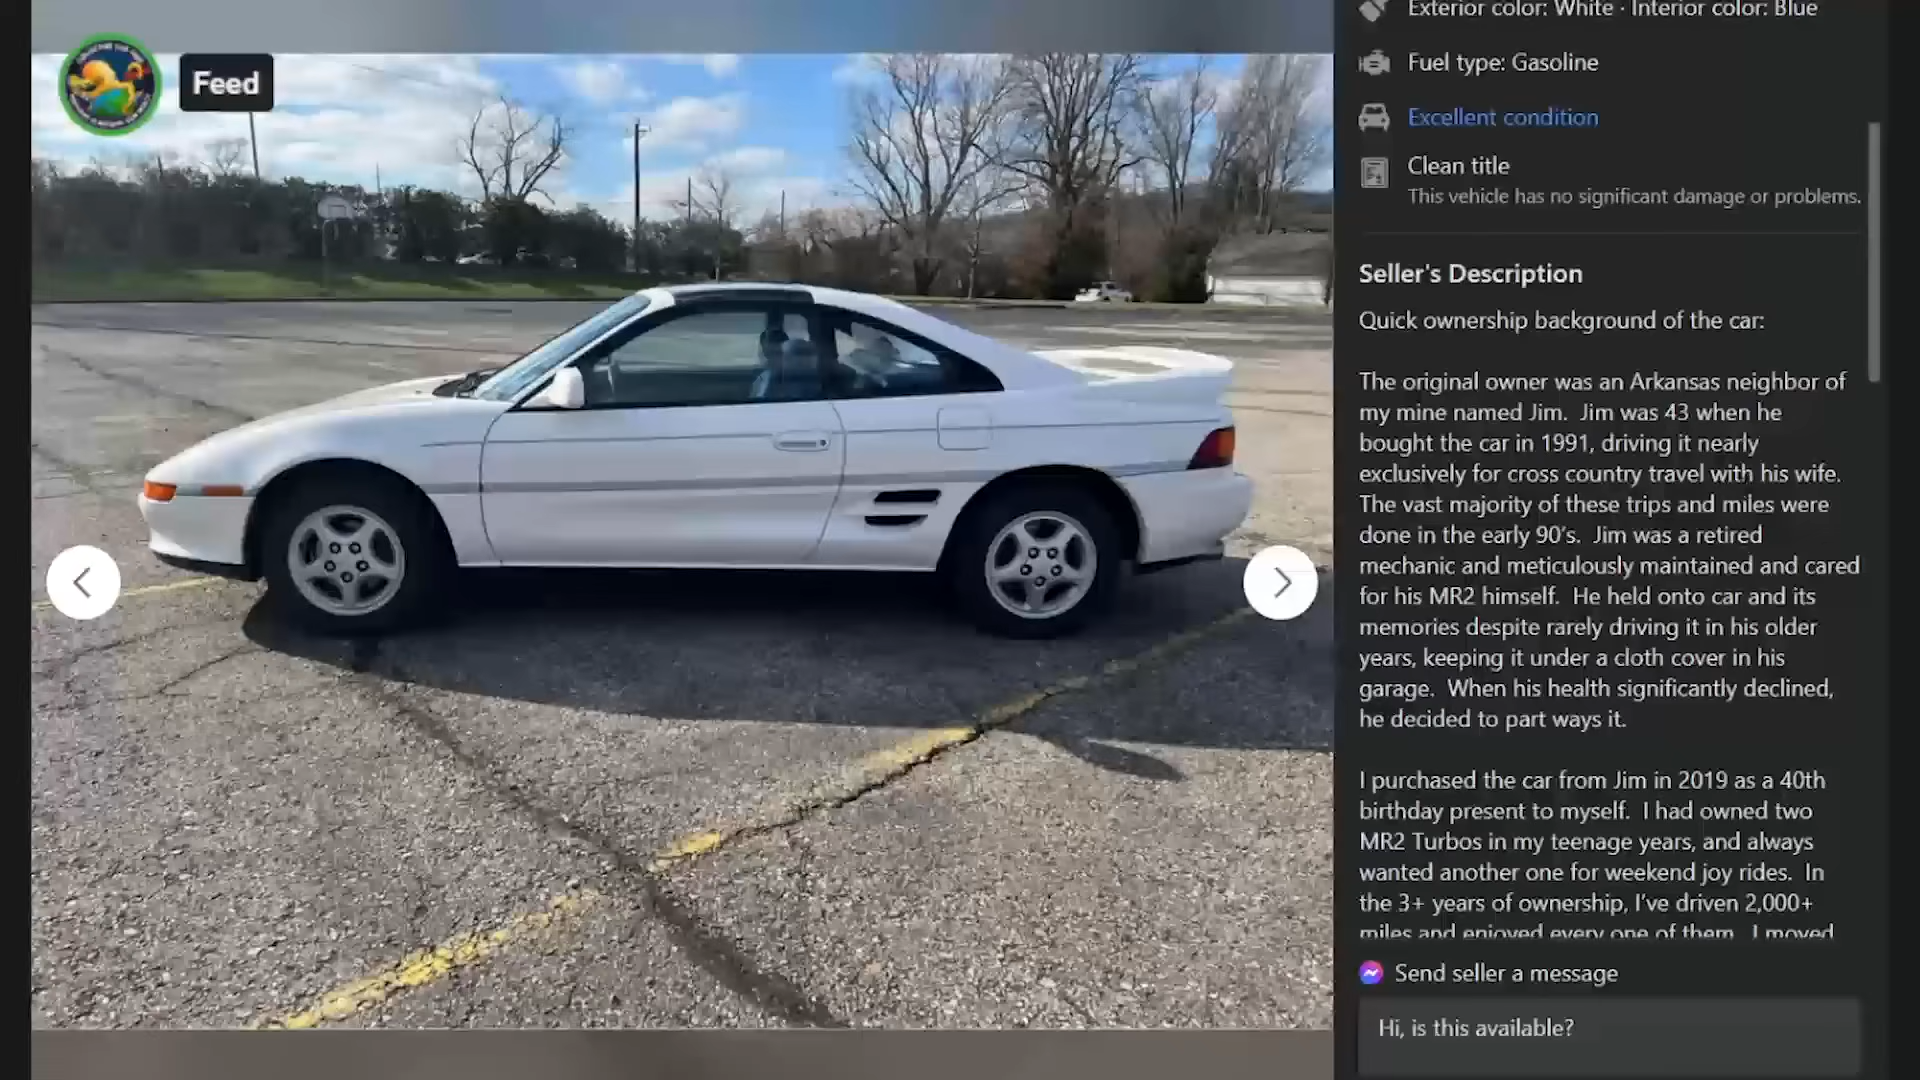 Feed
Exterior color: White · Interior color: Blue
Fuel type: Gasoline
Excellent condition
Clean title
This vehicle has no significant damage or problems.
Seller's Description
Quick ownership background of the car:
The original owner was an Arkansas neighbor of
my mine named Jim.  Jim was 43 when he
bought the car in 1991, driving it nearly
exclusively for cross country travel with his wife.
The vast majority of these trips and miles were
done in the early 90's.  Jim was a retired
mechanic and meticulously maintained and cared
for his MR2 himself.  He held onto car and its
memories despite rarely driving it in his older
years, keeping it under a cloth cover in his
garage.  When his health significantly declined,
he decided to part ways it.
I purchased the car from Jim in 2019 as a 40th
birthday present to myself.  I had owned two
MR2 Turbos in my teenage years, and always
wanted another one for weekend joy rides.  In
the 3+ years of ownership, I've driven 2,000+
miles and enjoyed every one of them.  I moved
Send seller a message
Hi, is this available?